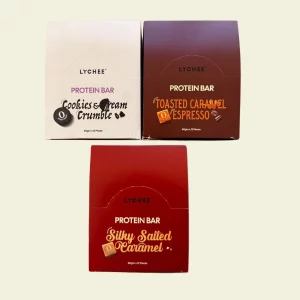 LYCHEE
PROTEIN BAR
Cookies & Cream
Crumble
LYCHEE
PROTEIN BAR
TOASTED CARAMEL
ESPRESSO
LYCHEE
PROTEIN BAR
Silky Salted
Caramel